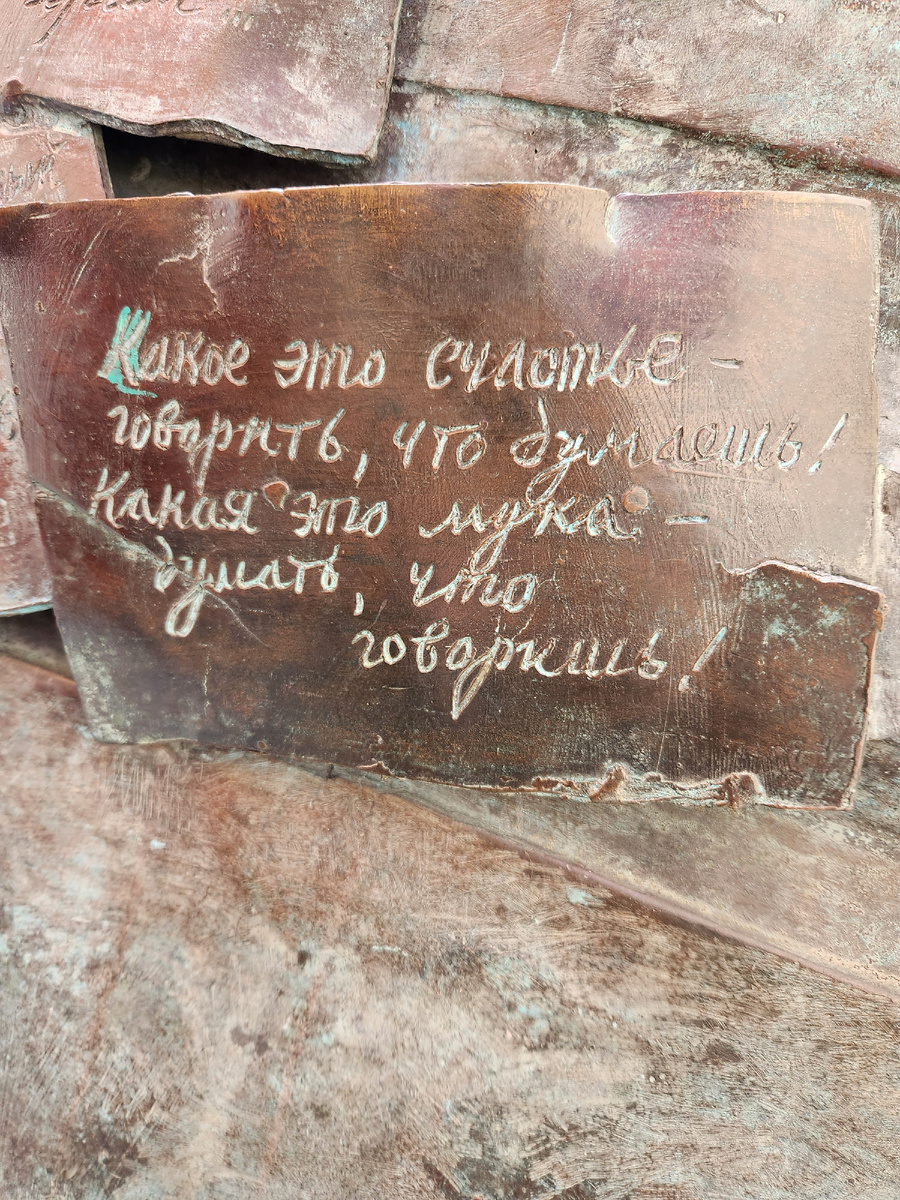 Какое это счастье -
говорить, что думаешь!
Какая это мука -
думать, что
говоришь!